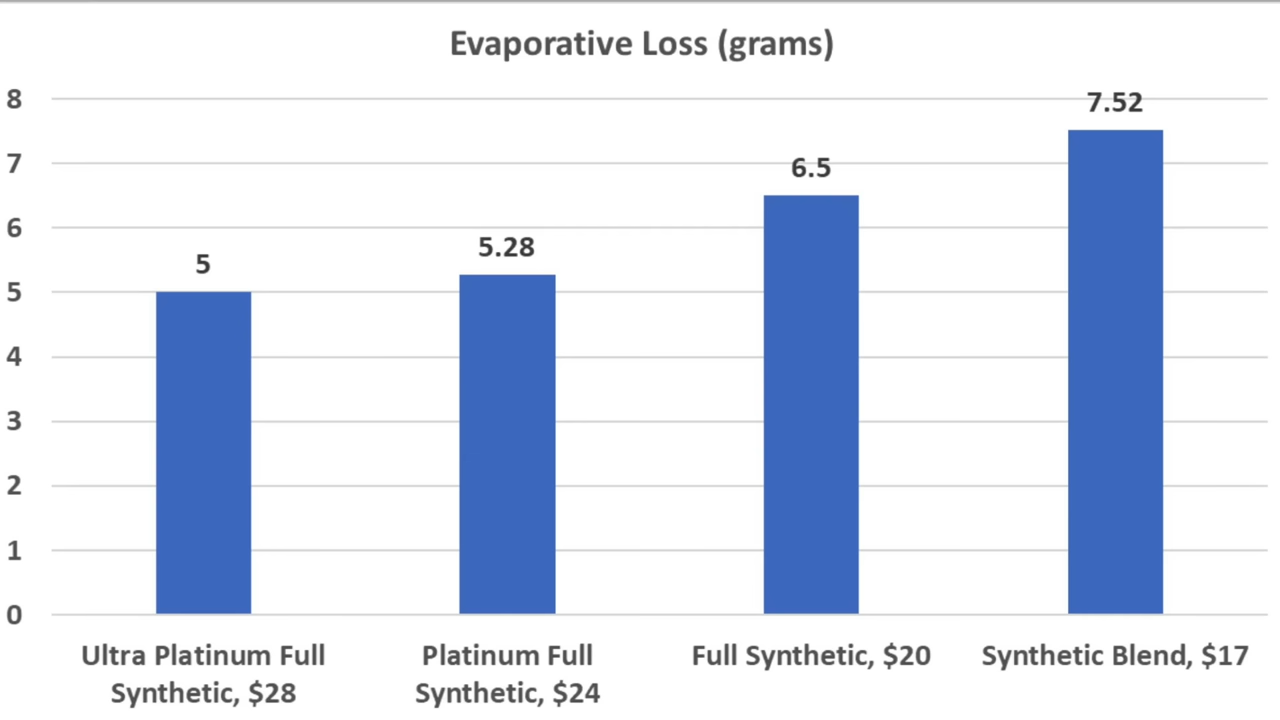 Evaporative Loss (grams)
8
7
6
5
4
3
2
1
0
5
5.28
6.5
7.52
Ultra Platinum Full
Synthetic, $28
Platinum Full
Synthetic, $24
Full Synthetic, $20
Synthetic Blend, $17